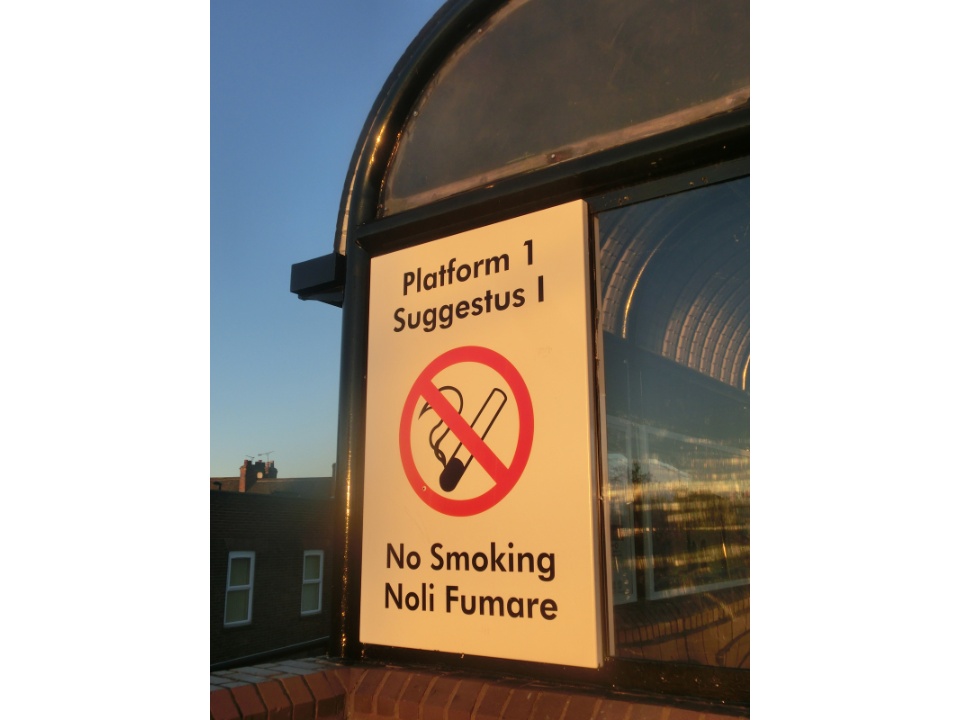 Platform 1
Suggestus I
No Smoking
Noli Fumare